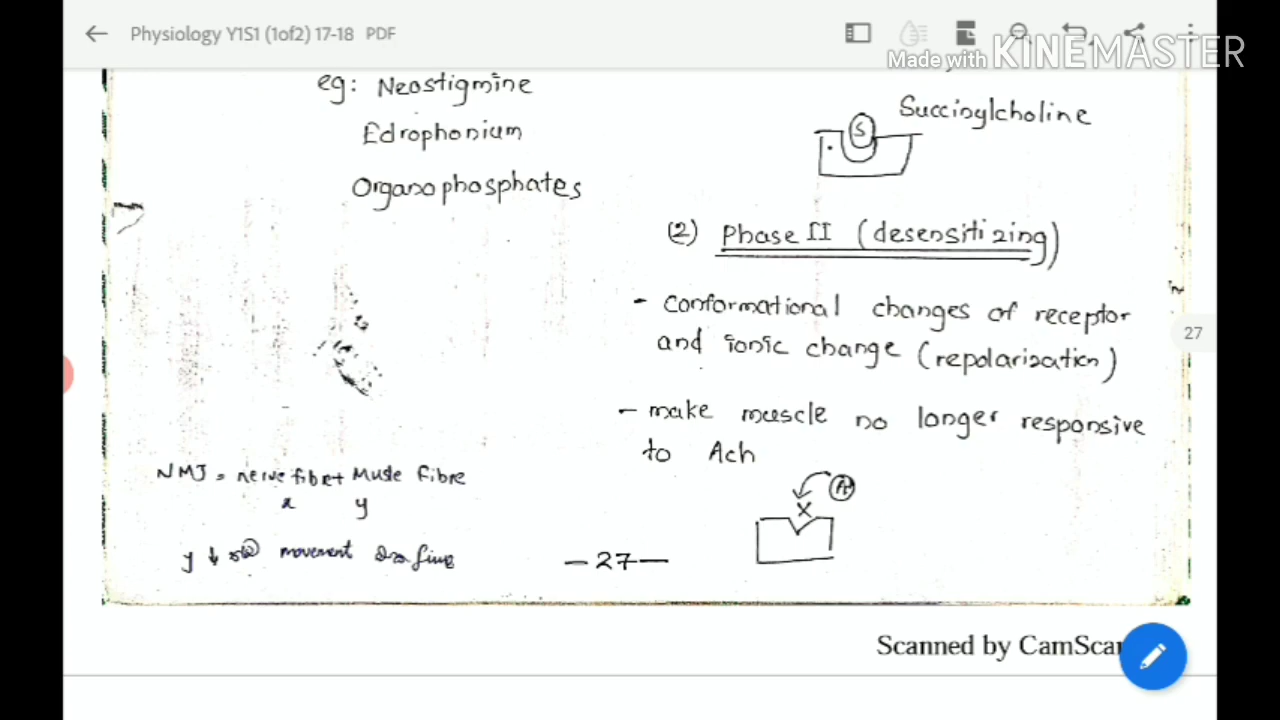 Physiology Y1S1 (1of2) 17-18 PDF
Made with KINEMASTER
eg: Neostigmine
Edrophonium
Organophosphates
Succinylcholine
S
(2) Phase II (desensitizing)
- conformational changes of receptor
and ionic change (repolarization)
- make muscle no longer responsive
to Ach
27
NMJ = nerve fibre + Muscle fibre
x y
y ↓ movement fine
-27-
x
Scanned by CamScan